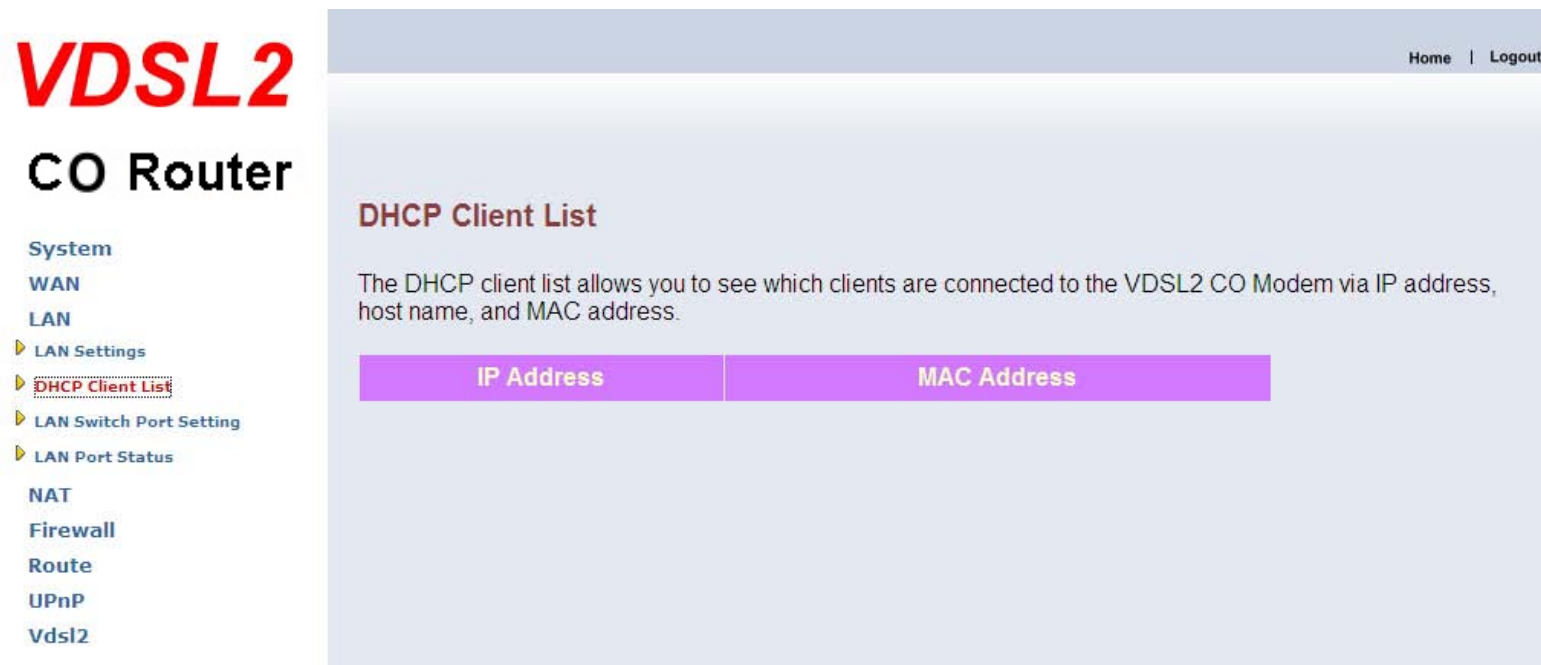 VDSL2
CO Router
System
WAN
LAN
LAN Settings
DHCP Client List
LAN Switch Port Setting
LAN Port Status
NAT
Firewall
Route
UPnP
Vdsl2
Home | Logout
DHCP Client List
The DHCP client list allows you to see which clients are connected to the VDSL2 CO Modem via IP address,
host name, and MAC address.
IP Address MAC Address